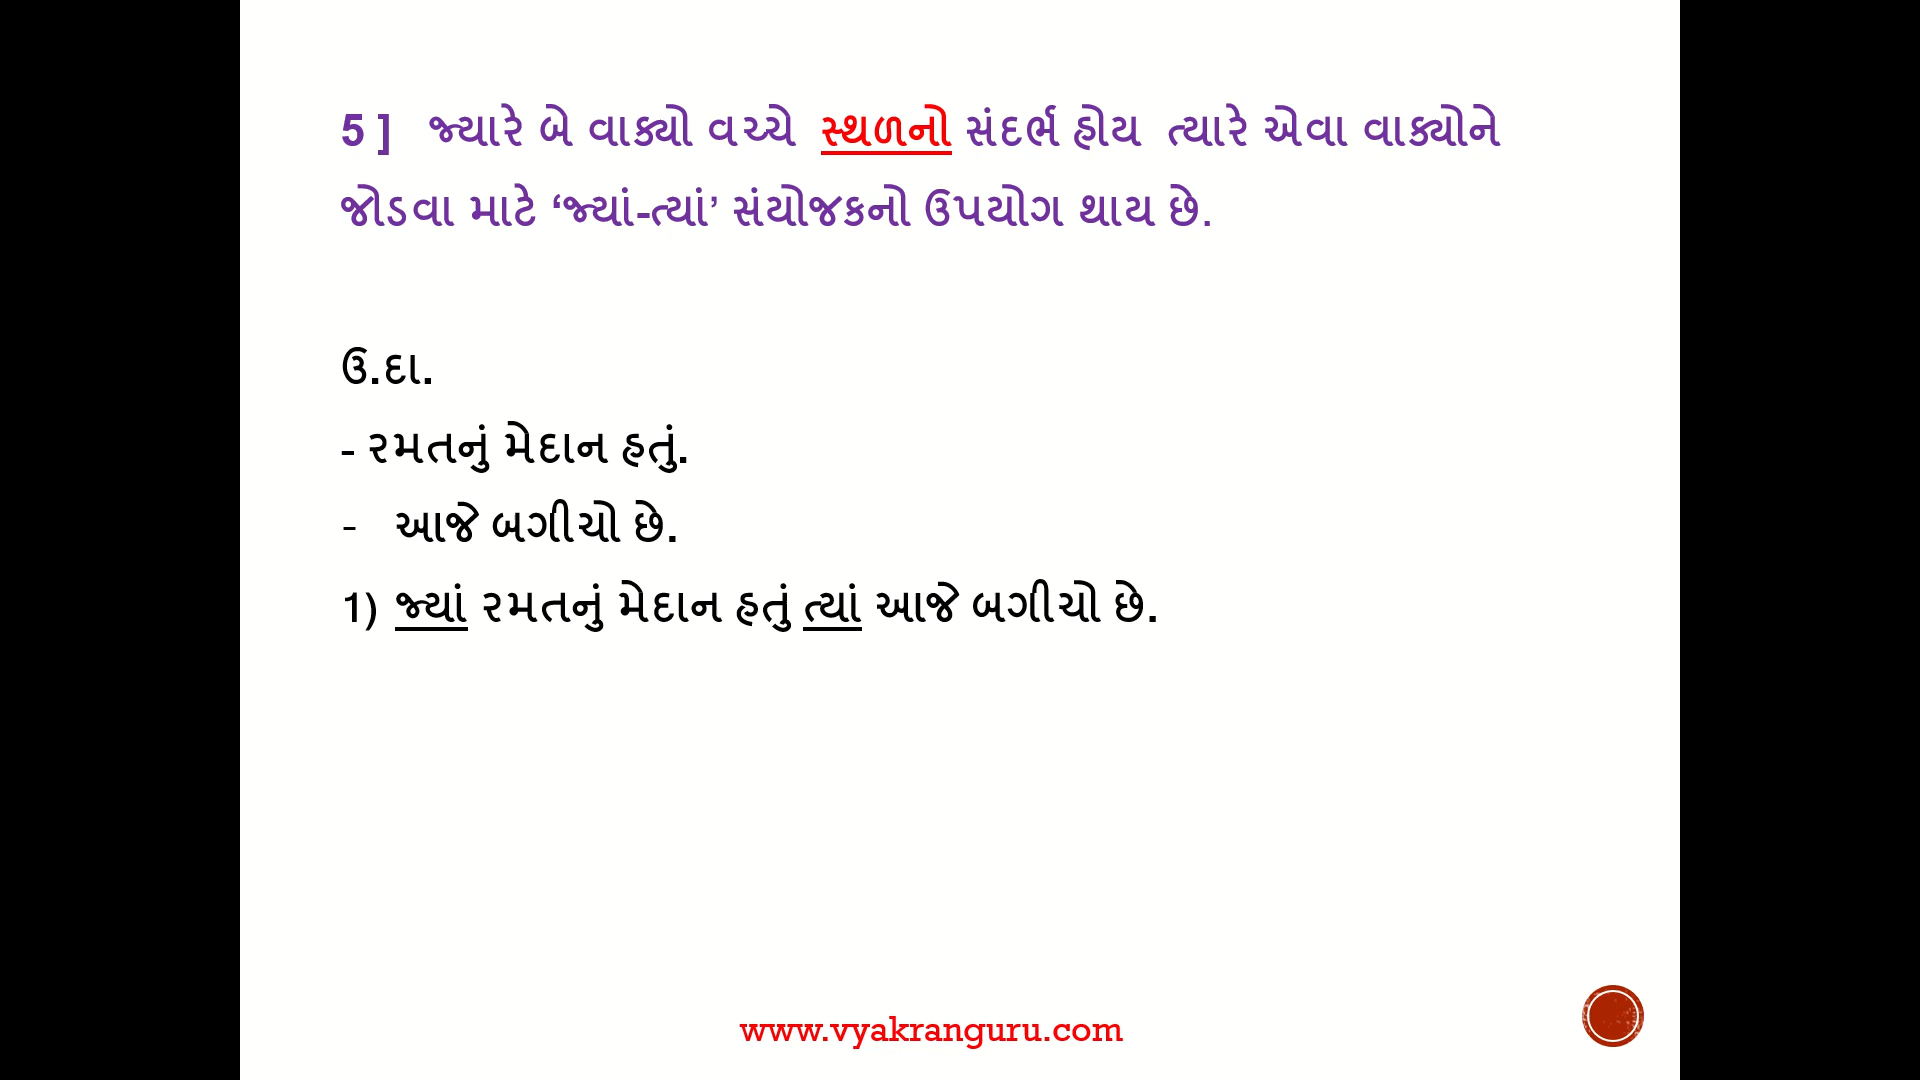 5 ] જ્યારે બે વાક્યો વચ્ચે સ્થળનો સંદર્ભ હોય ત્યારે એવા વાક્યોને
જોડવા માટે ‘જ્યાં-ત્યાં’ સંયોજકનો ઉપયોગ થાય છે.
ઉ.દા.
- રમતનું મેદાન હતું.
- આજે બગીચો છે.
1) જ્યાં રમતનું મેદાન હતું ત્યાં આજે બગીચો છે.
www.vyakranguru.com